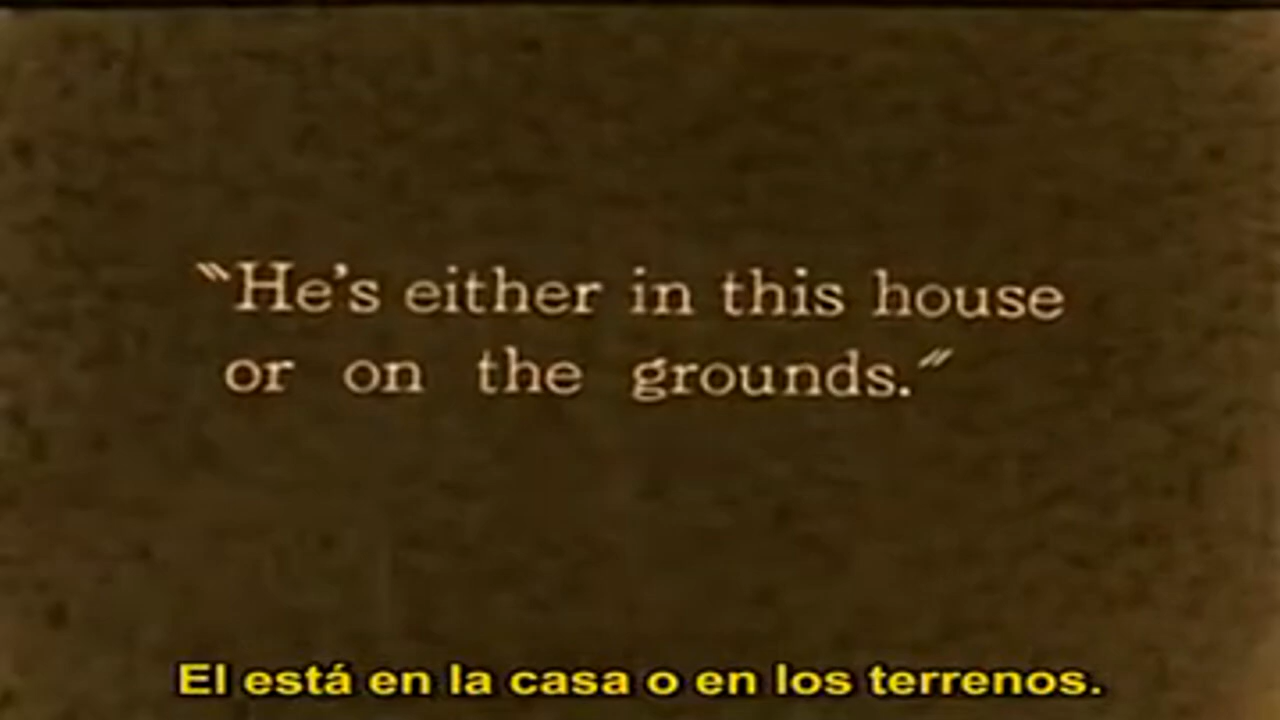 "He's either in this house
or on the grounds."
El está en la casa o en los terrenos.